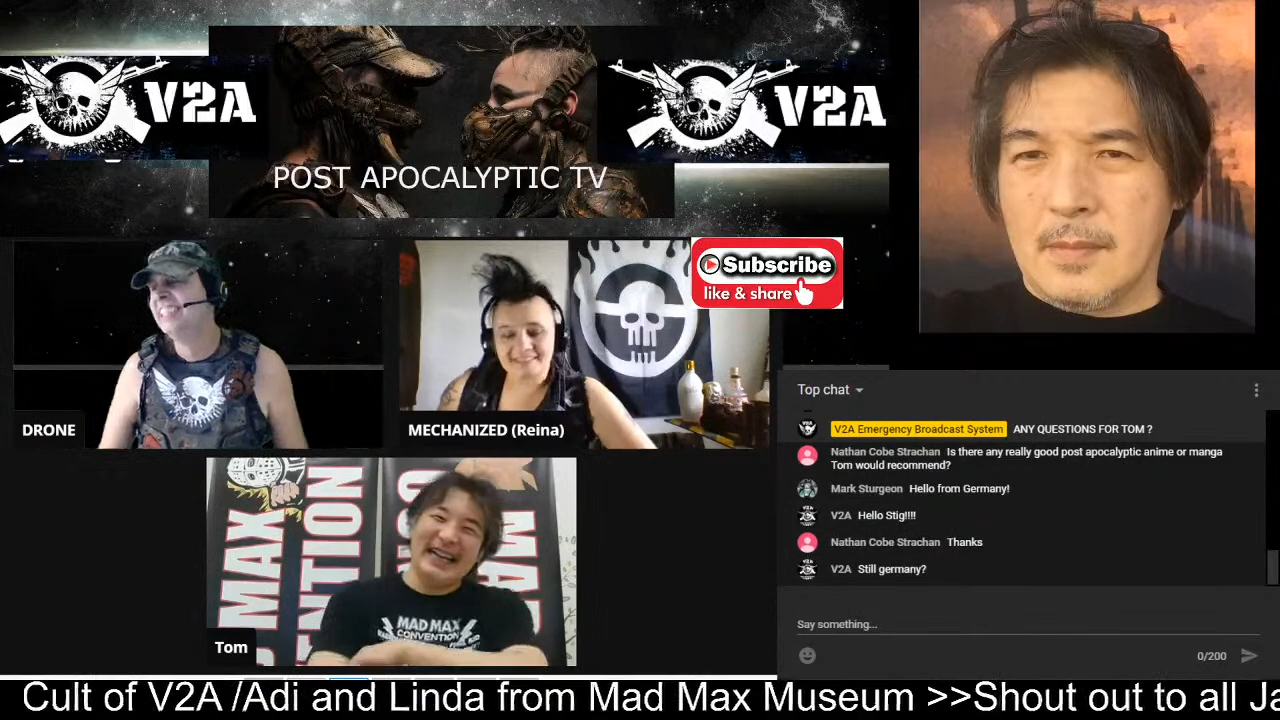 V2A
V2A
POST APOCALYPTIC TV
Subscribe
like & share
DRONE
MECHANIZED (Reina)
MAD MAX
CONVENTION
Tom
Top chat
V2A Emergency Broadcast System ANY QUESTIONS FOR TOM ?
Nathan Cobe Strachan Is there any really good post apocalyptic anime or manga
Tom would recommend?
Mark Sturgeon Hello from Germany!
V2A Hello Stig!!!!
Nathan Cobe Strachan Thanks
V2A Still germany?
Say something...
0/200
Cult of V2A /Adi and Linda from Mad Max Museum >>Shout out to all Ja